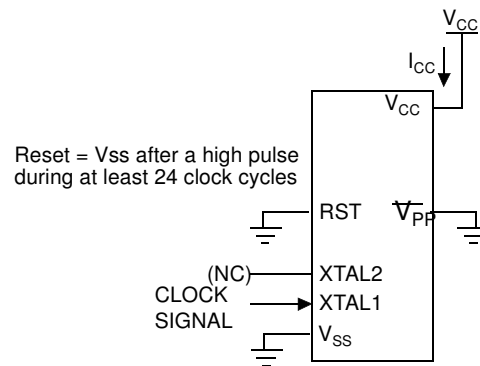 VCC
ICC
VCC
Reset = Vss after a high pulse
during at least 24 clock cycles
RST
VPP
(NC)
XTAL2
CLOCK
SIGNAL
XTAL1
VSS